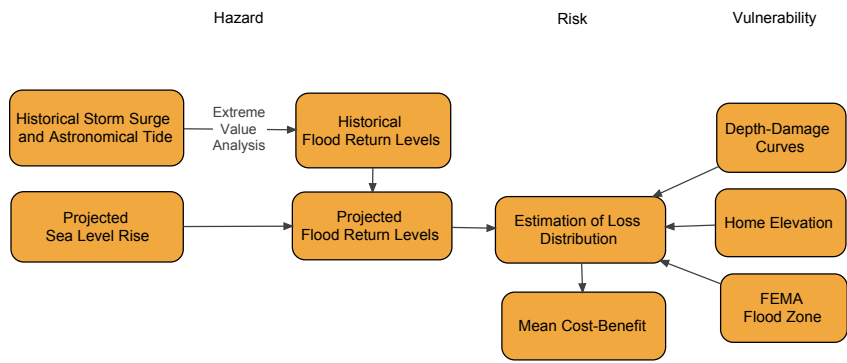 Hazard
Risk
Vulnerability
Historical Storm Surge
and Astronomical Tide
Extreme
Value
Analysis
Historical
Flood Return Levels
Depth-Damage
Curves
Projected
Sea Level Rise
Projected
Flood Return Levels
Estimation of Loss
Distribution
Home Elevation
Mean Cost-Benefit
FEMA
Flood Zone